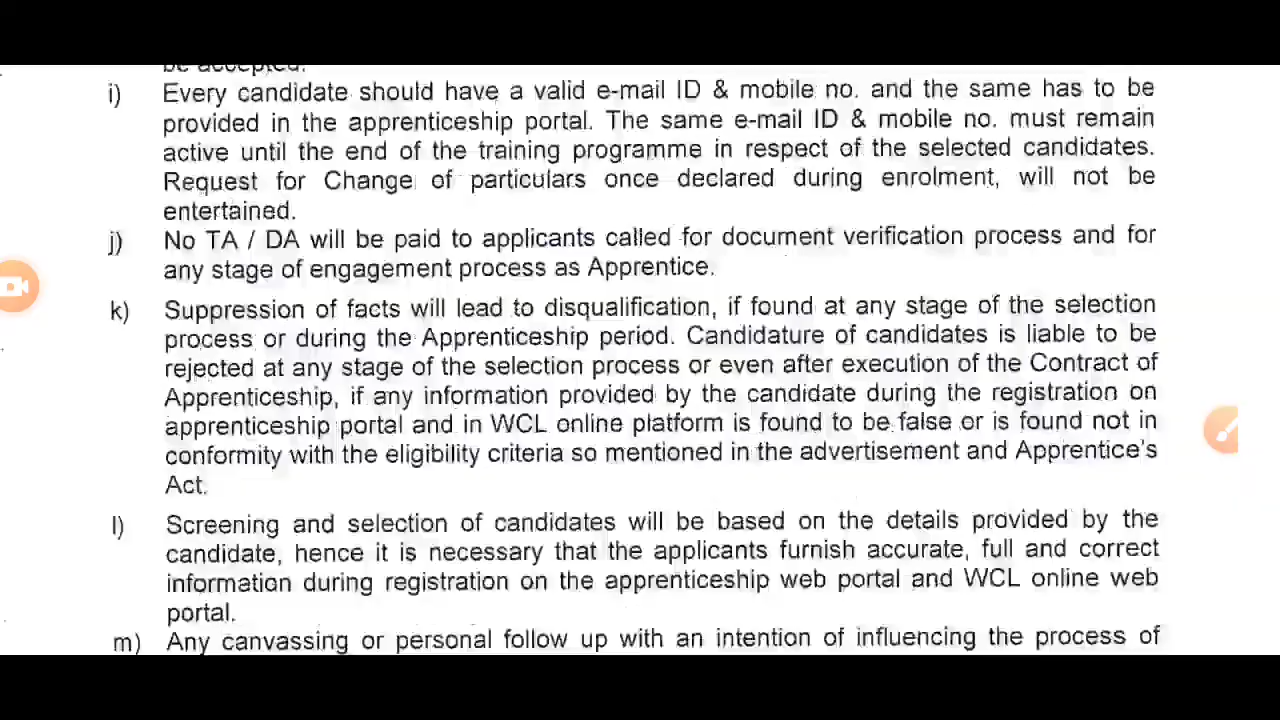 be accepted.
i) Every candidate should have a valid e-mail ID & mobile no. and the same has to be
provided in the apprenticeship portal. The same e-mail ID & mobile no. must remain
active until the end of the training programme in respect of the selected candidates.
Request for Change of particulars once declared during enrolment, will not be
entertained.
j) No TA / DA will be paid to applicants called for document verification process and for
any stage of engagement process as Apprentice.
k) Suppression of facts will lead to disqualification, if found at any stage of the selection
process or during the Apprenticeship period. Candidature of candidates is liable to be
rejected at any stage of the selection process or even after execution of the Contract of
Apprenticeship, if any information provided by the candidate during the registration on
apprenticeship portal and in WCL online platform is found to be false or is found not in
conformity with the eligibility criteria so mentioned in the advertisement and Apprentice's
Act.
l) Screening and selection of candidates will be based on the details provided by the
candidate, hence it is necessary that the applicants furnish accurate, full and correct
information during registration on the apprenticeship web portal and WCL online web
portal.
m) Any canvassing or personal follow up with an intention of influencing the process of